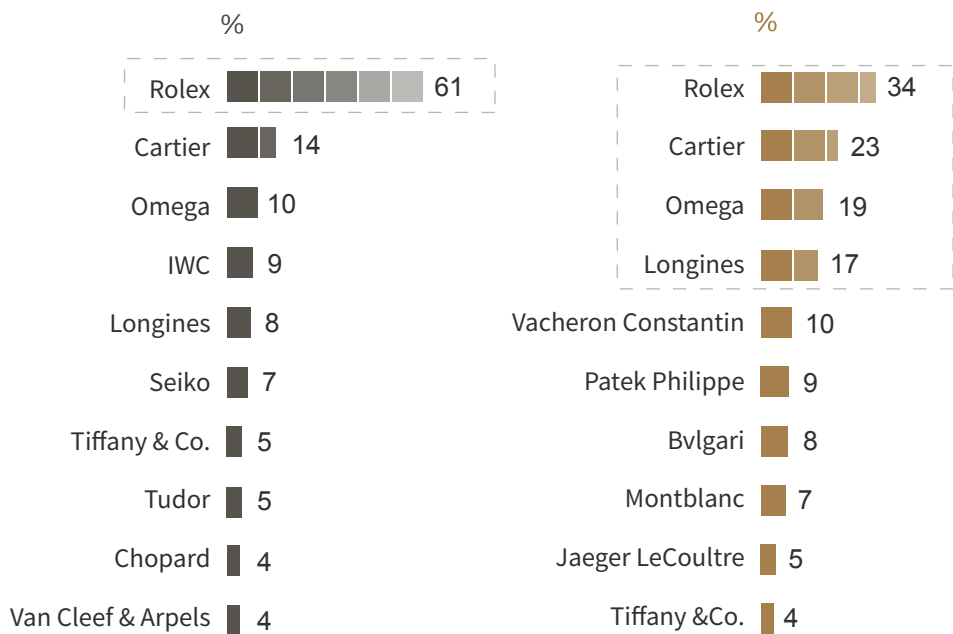 %
Rolex 61
Cartier 14
Omega 10
IWC 9
Longines 8
Seiko 7
Tiffany & Co. 5
Tudor 5
Chopard 4
Van Cleef & Arpels 4
%
Rolex 34
Cartier 23
Omega 19
Longines 17
Vacheron Constantin 10
Patek Philippe 9
Bvlgari 8
Montblanc 7
Jaeger LeCoultre 5
Tiffany &Co. 4